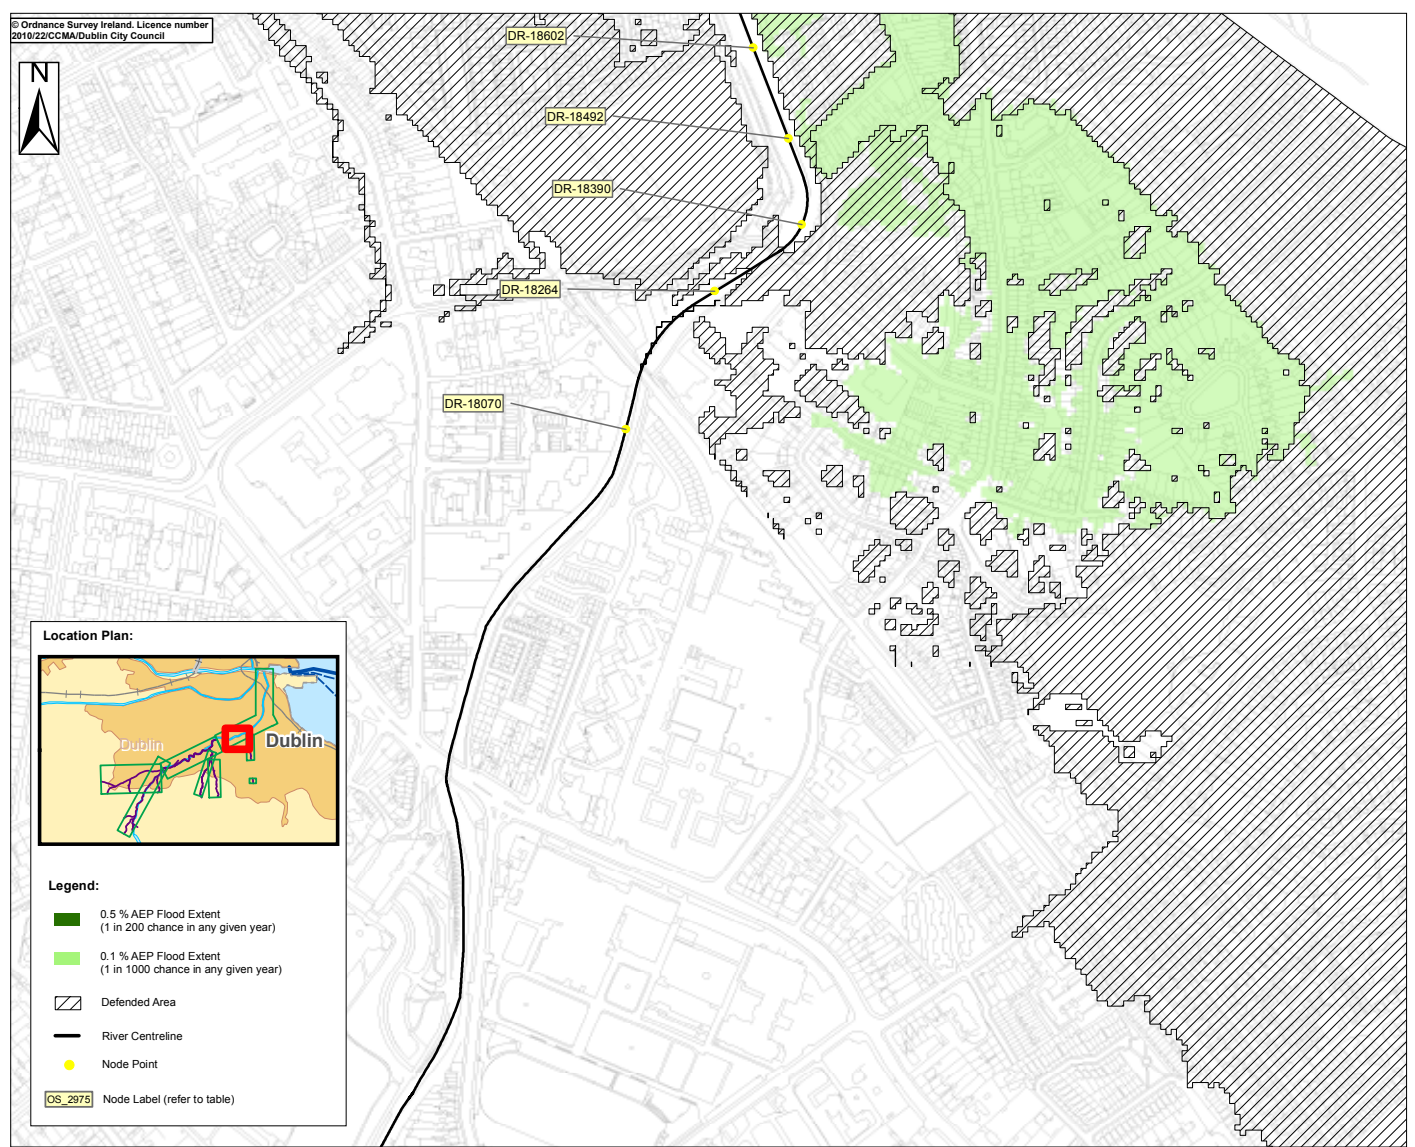 © Ordnance Survey Ireland. Licence number
2010/22/CCMA/Dublin City Council
N
DR-18602
DR-18492
DR-18390
DR-18264
DR-18070
Location Plan:
Dublin
Dublin
Legend:
0.5 % AEP Flood Extent
(1 in 200 chance in any given year)
0.1 % AEP Flood Extent
(1 in 1000 chance in any given year)
Defended Area
River Centreline
Node Point
OS_2975 Node Label (refer to table)